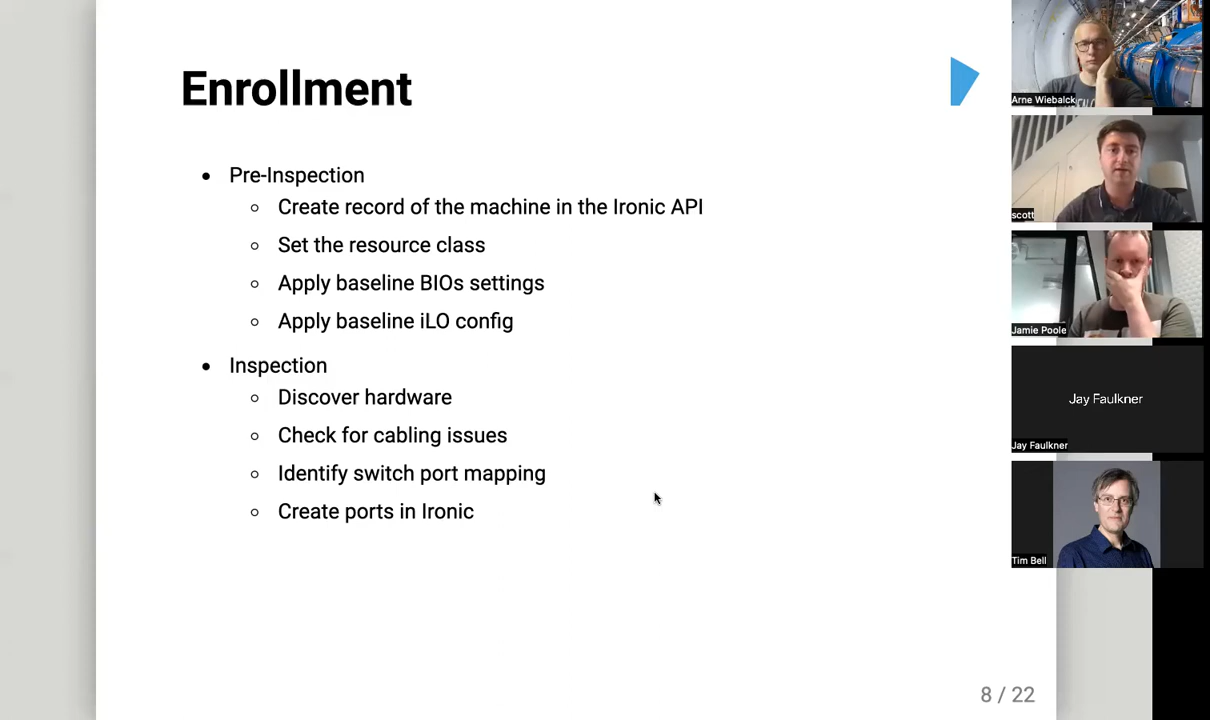 Enrollment
Pre-Inspection
Create record of the machine in the Ironic API
Set the resource class
Apply baseline BIOs settings
Apply baseline iLO config
Inspection
Discover hardware
Check for cabling issues
Identify switch port mapping
Create ports in Ironic
8 / 22
Arne Wiebalck
scott
Jamie Poole
Jay Faulkner
Jay Faulkner
Tim Bell